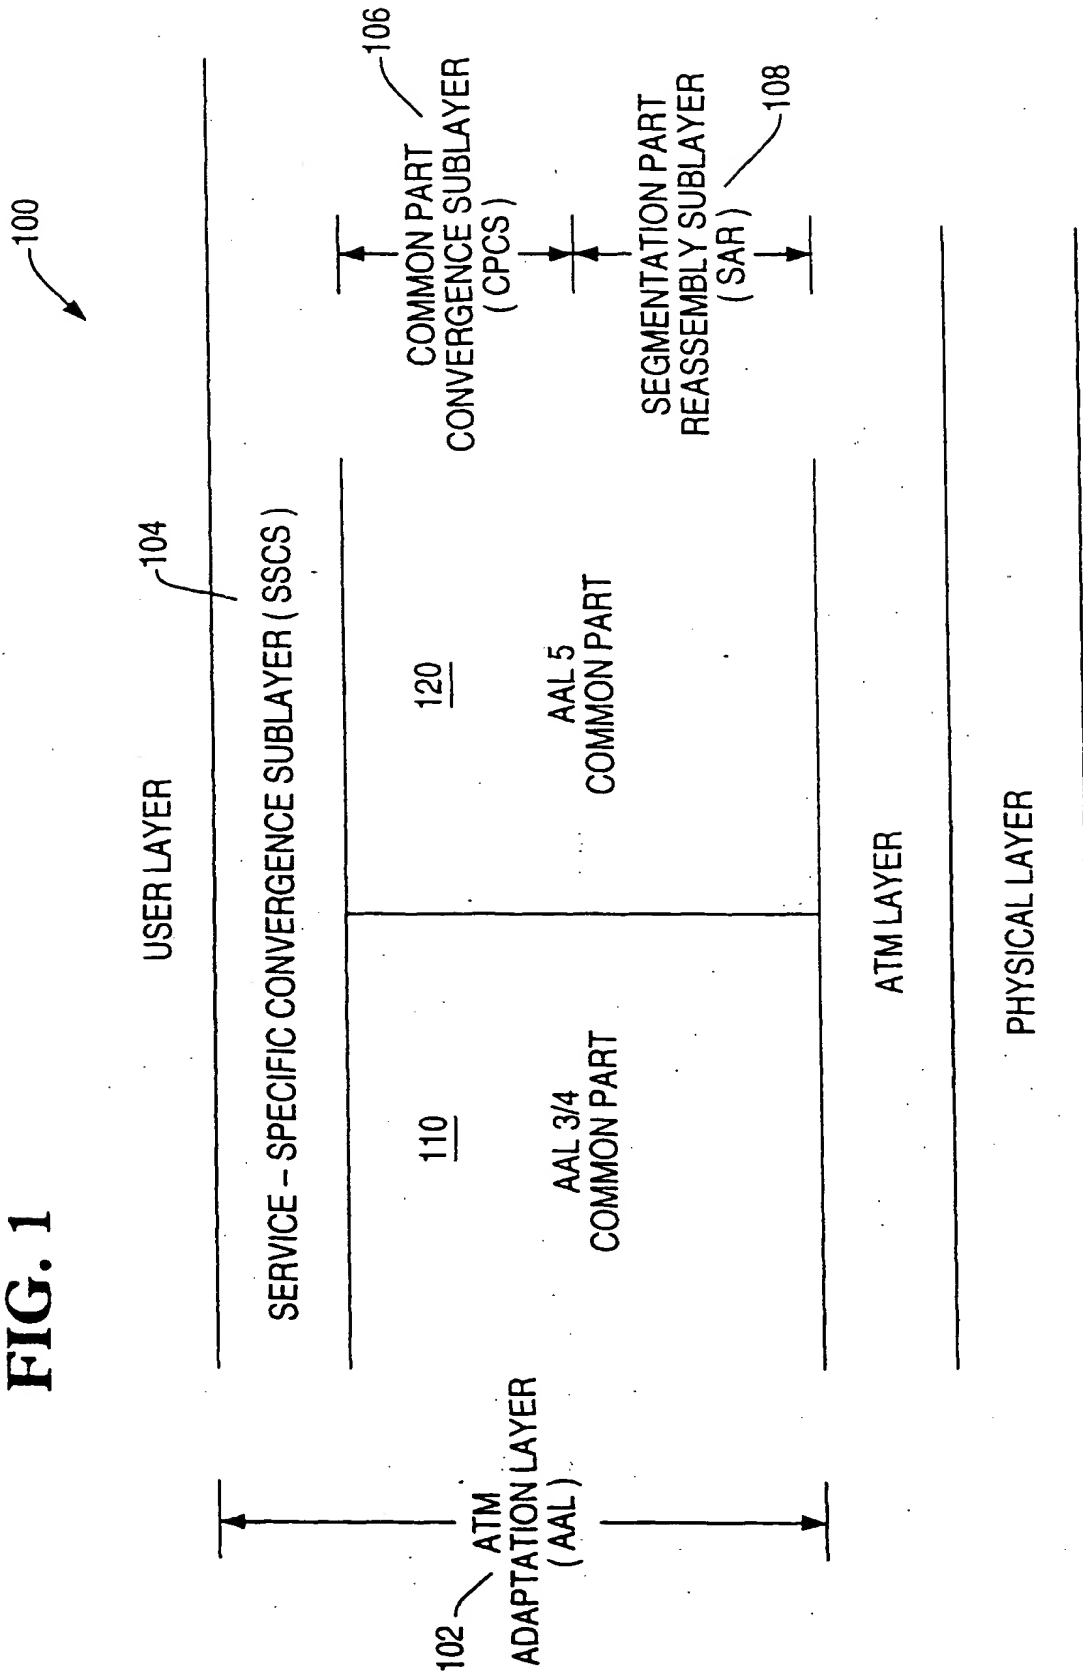 FIG. 1
100
USER LAYER
104
SERVICE – SPECIFIC CONVERGENCE SUBLAYER ( SSCS )
102
ATM
ADAPTATION LAYER
( AAL )
110
AAL 3/4
COMMON PART
120
AAL 5
COMMON PART
106
COMMON PART
CONVERGENCE SUBLAYER
( CPCS )
SEGMENTATION PART
REASSEMBLY SUBLAYER
( SAR )
108
ATM LAYER
PHYSICAL LAYER